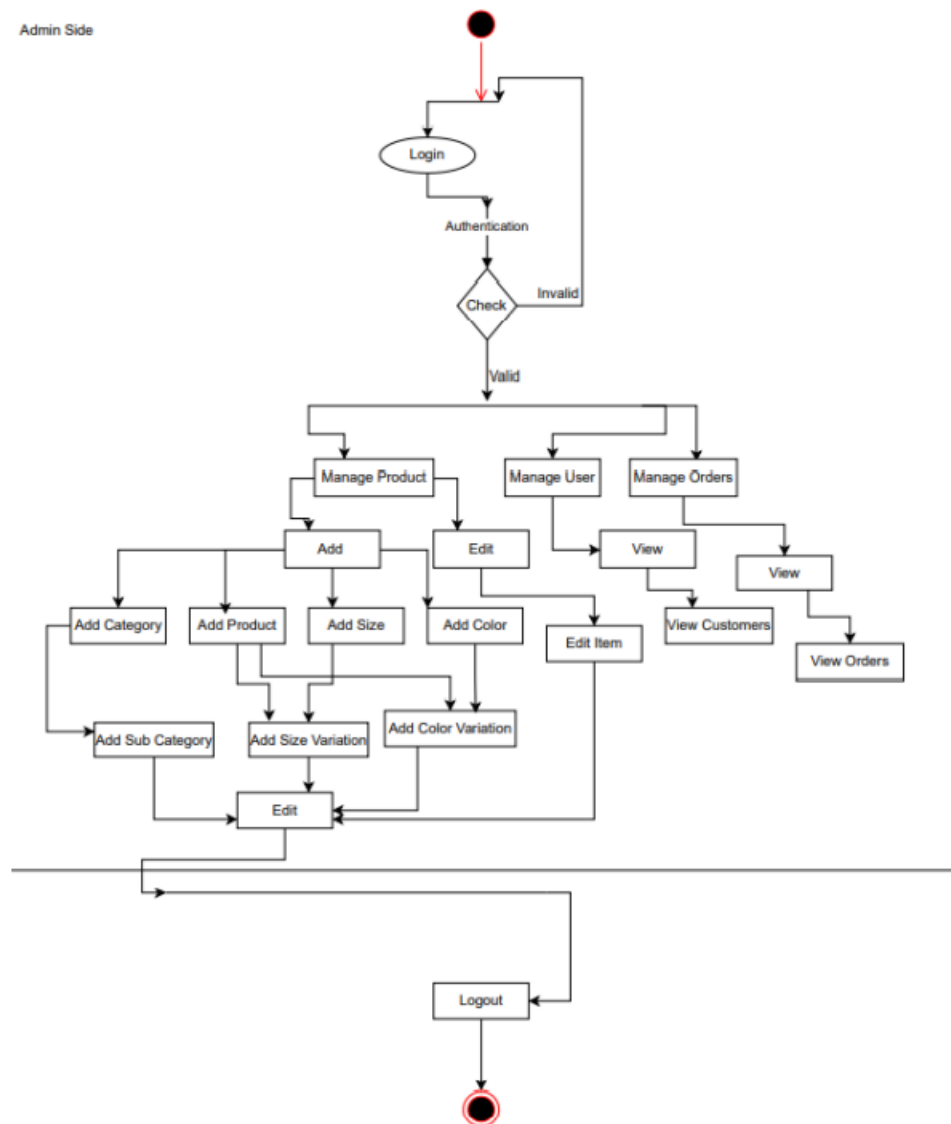 Admin Side
Login
Authentication
Check
Invalid
Valid
Manage Product
Manage User
Manage Orders
Add
Edit
View
View
Add Category
Add Product
Add Size
Add Color
Edit Item
View Customers
View Orders
Add Sub Category
Add Size Variation
Add Color Variation
Edit
Logout